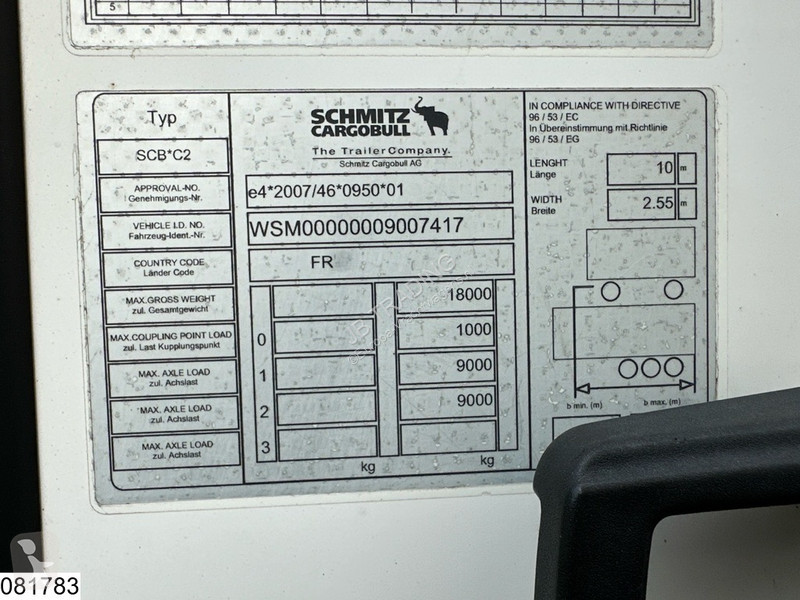 5
Typ
SCB*C2
APPROVAL-NO.
Genehmigungs-Nr.
VEHICLE I.D. NO.
Fahrzeug-Ident.-Nr.
COUNTRY CODE
Länder Code
MAX.GROSS WEIGHT
zul. Gesamtgewicht
MAX.COUPLING POINT LOAD
zul. Last Kupplungspunkt
MAX. AXLE LOAD
zul. Achslast
MAX. AXLE LOAD
zul. Achslast
MAX. AXLE LOAD
zul. Achslast
SCHMITZ
CARGOBULL
The TrailerCompany.
Schmitz Cargobull AG
e4*2007/46*0950*01
WSM00000009007417
FR
18000
0 1000
1 9000
2 9000
3
kg kg
IN COMPLIANCE WITH DIRECTIVE
96 / 53 / EC
In Übereinstimmung mit Richtlinie
96 / 53 / EG
LENGHT
Länge
10 m
WIDTH
Breite
2.55 m
b min. (m) b max. (m)
TRADING
081783